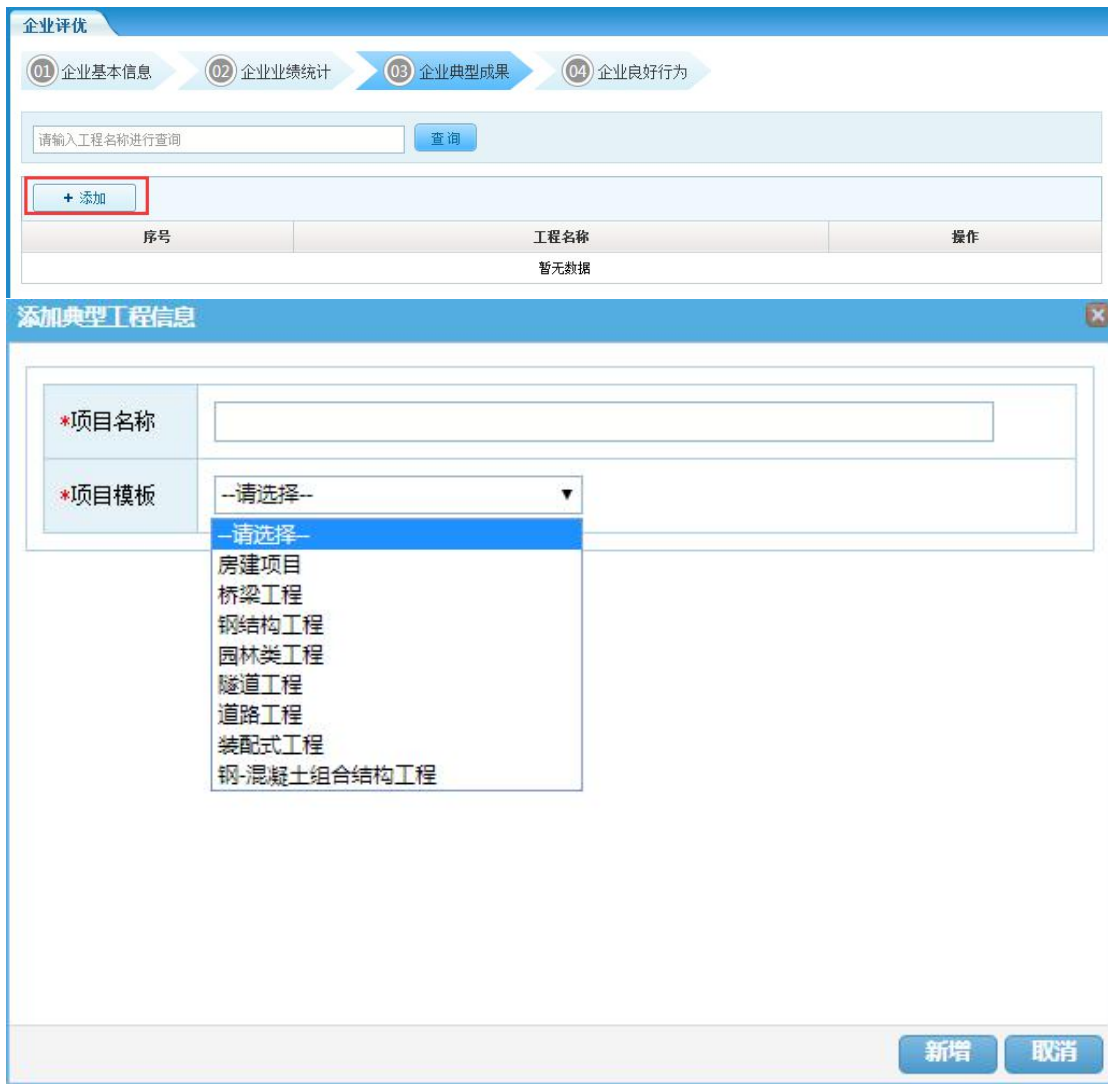 企业评优
01 企业基本信息 02 企业业绩统计 03 企业典型成果 04 企业良好行为
请输入工程名称进行查询 查询
+ 添加
序号 工程名称 操作
暂无数据
添加典型工程信息
*项目名称
*项目模板 --请选择--
--请选择--
房建项目
桥梁工程
钢结构工程
园林类工程
隧道工程
道路工程
装配式工程
钢-混凝土组合结构工程
新增 取消